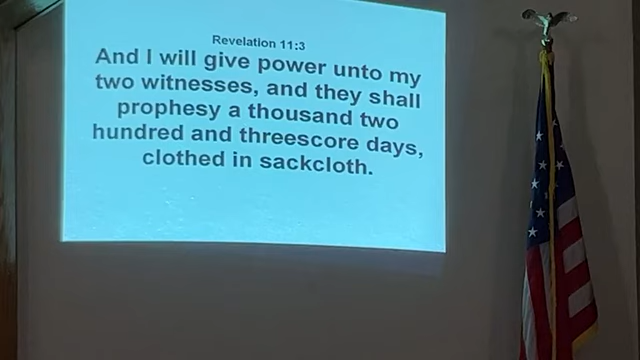 Revelation 11:3
And I will give power unto my
two witnesses, and they shall
prophesy a thousand two
hundred and threescore days,
clothed in sackcloth.